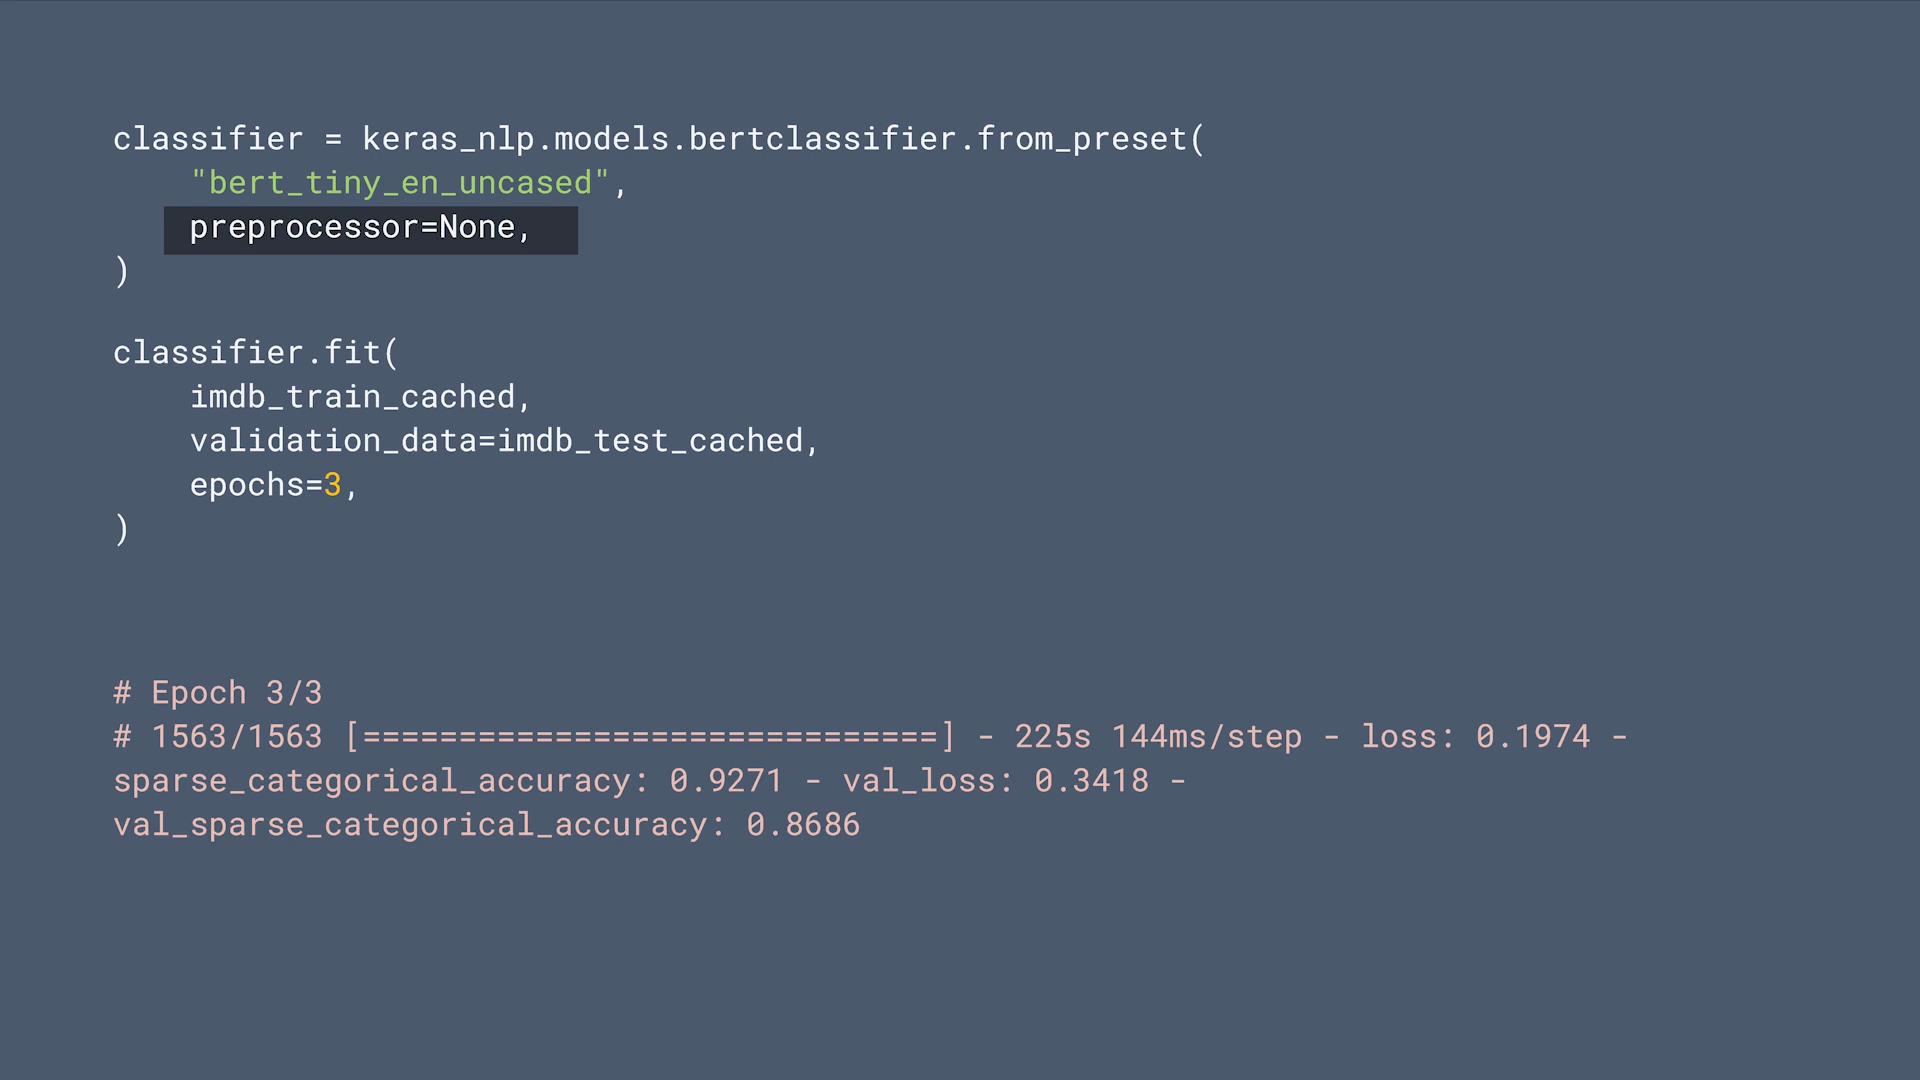 classifier = keras_nlp.models.bertclassifier.from_preset(
    "bert_tiny_en_uncased",
    preprocessor=None,
)
classifier.fit(
    imdb_train_cached,
    validation_data=imdb_test_cached,
    epochs=3,
)
# Epoch 3/3
# 1563/1563 [==============================] - 225s 144ms/step - loss: 0.1974 -
sparse_categorical_accuracy: 0.9271 - val_loss: 0.3418 -
val_sparse_categorical_accuracy: 0.8686